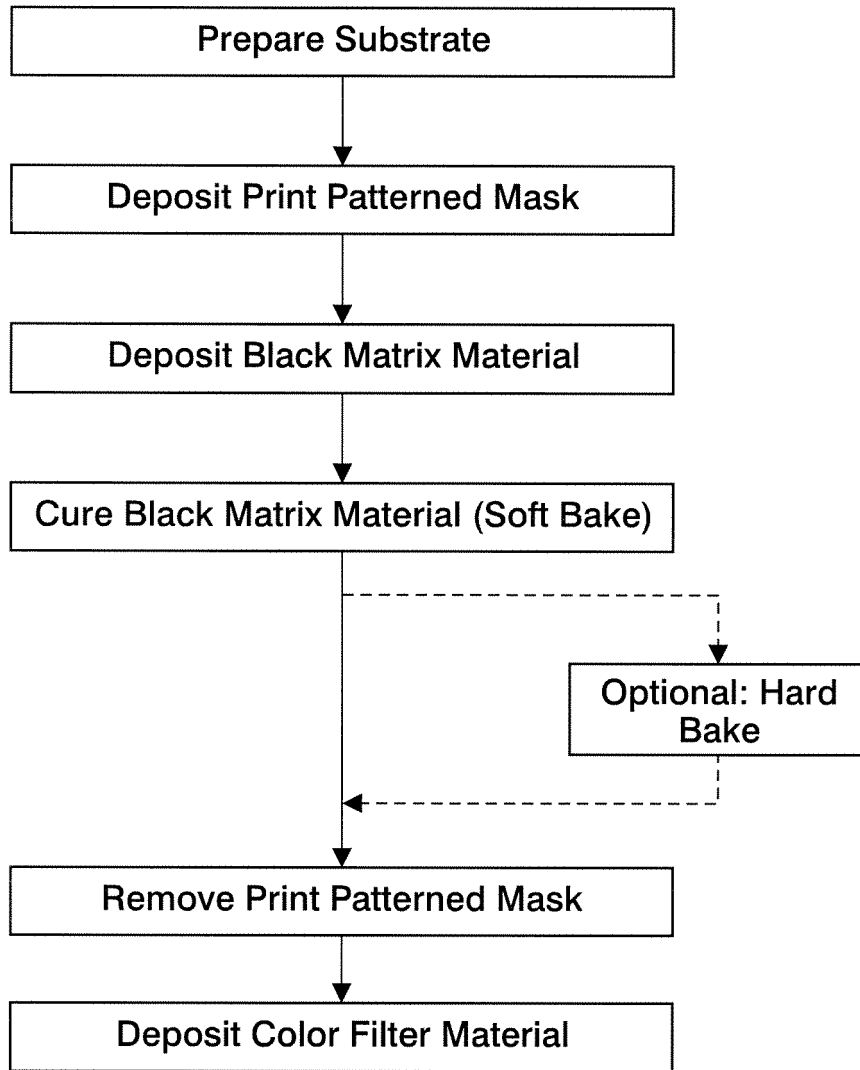 Prepare Substrate
Deposit Print Patterned Mask
Deposit Black Matrix Material
Cure Black Matrix Material (Soft Bake)
Optional: Hard
Bake
Remove Print Patterned Mask
Deposit Color Filter Material